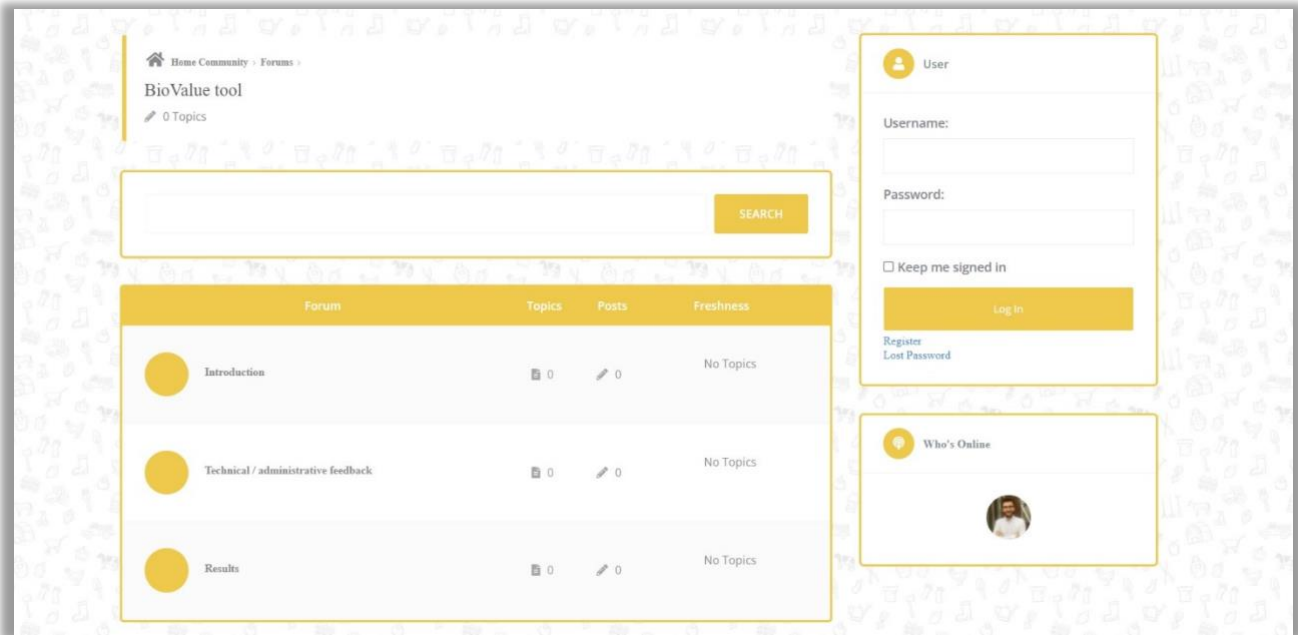 Home Community › Forums ›
BioValue tool
0 Topics
SEARCH
Forum Topics Posts Freshness
Introduction 0 0 No Topics
Technical / administrative feedback 0 0 No Topics
Results 0 0 No Topics
User
Username:
Password:
Keep me signed in
Log In
Register
Lost Password
Who's Online